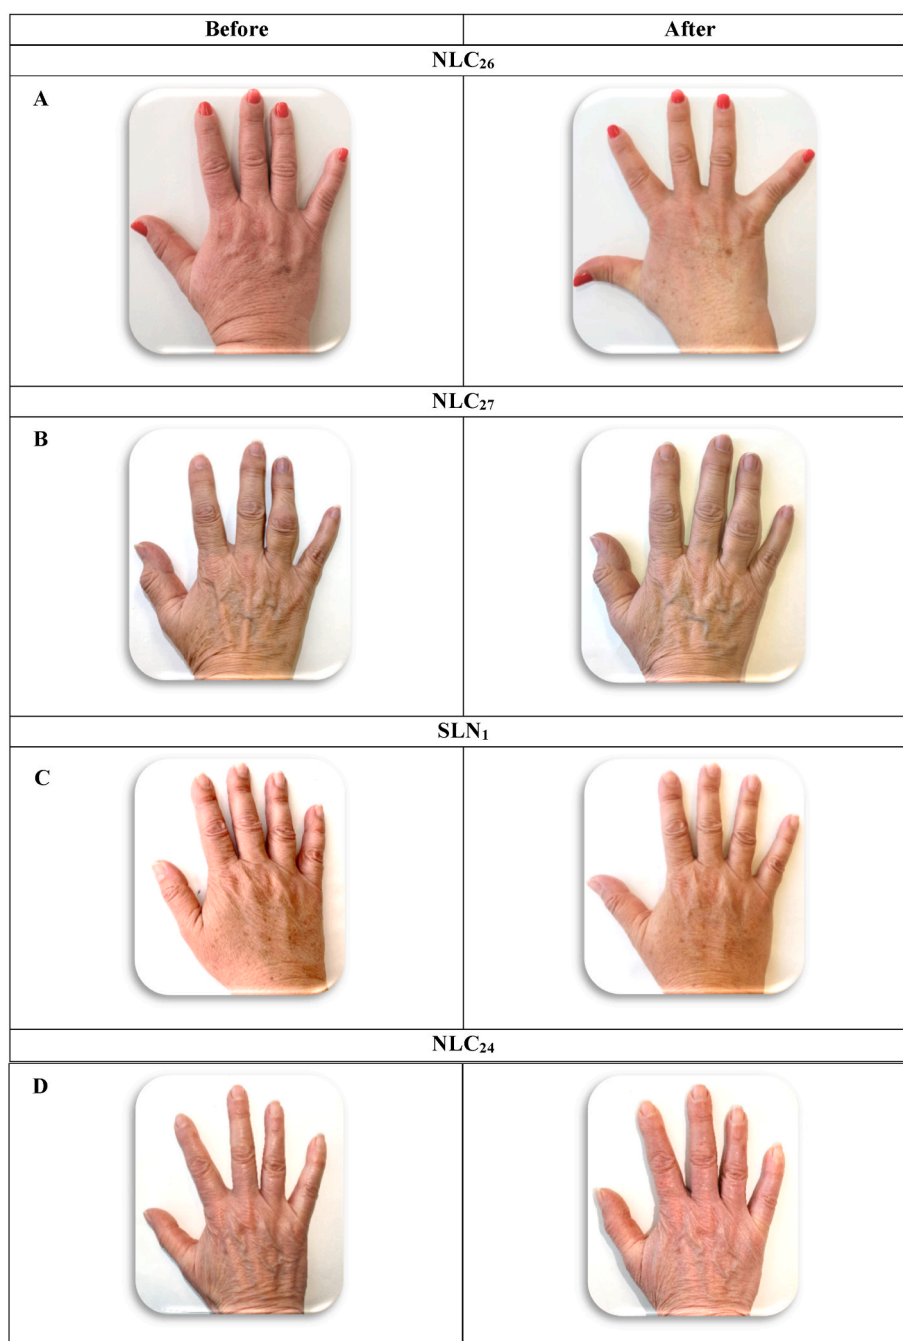 Before After
NLC₂₆
A
NLC₂₇
B
SLN₁
C
NLC₂₄
D